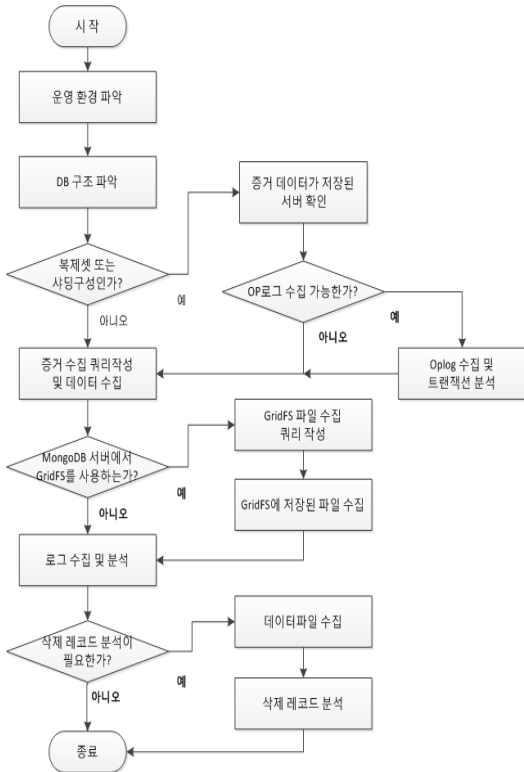 시 작
운영 환경 파악
DB 구조 파악
증거 데이터가 저장된
서버 확인
복제셋 또는
샤딩구성인가?
예
아니오
OP로그 수집 가능한가?
예
아니오
증거 수집 쿼리작성
및 데이터 수집
Oplog 수집 및
트랜잭션 분석
MongoDB 서버에서
GridFS를 사용하는가?
예
아니오
GridFS 파일 수집
쿼리 작성
GridFS에 저장된 파일 수집
로그 수집 및 분석
삭제 레코드 분석이
필요한가?
예
아니오
데이터파일 수집
삭제 레코드 분석
종료